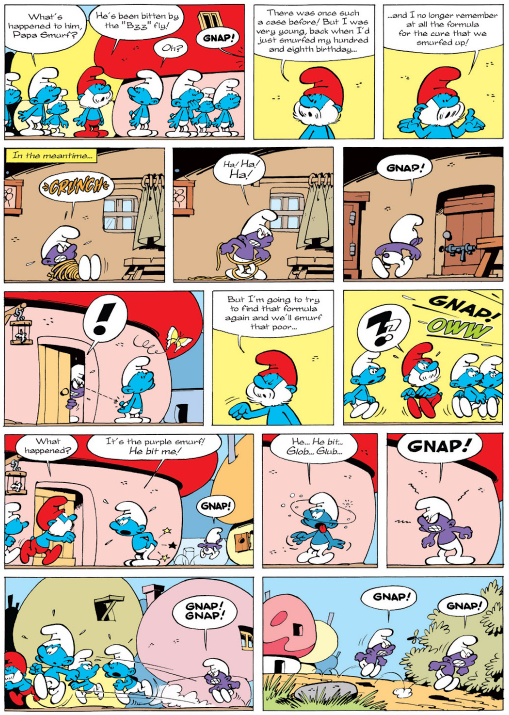 What's
happened to him,
Papa Smurf?
He's been bitten by
the "Bzz" fly!
Oh?
GNAP!
There was once such
a case before! But I was
very young, back when I'd
just smurfed my hundred
and eighth birthday...
...and I no longer remember
at all the formula
for the cure that we
smurfed up!
In the meantime...
GRUNCH
Ha! Ha!
Ha!
GNAP!
!
But I'm going to try
to find that formula
again and we'll smurf
that poor...
GNAP!
OWW
??
What
happened?
It's the purple smurf!
He bit me!
GNAP!
He... He bit...
Glob... Glub...
GNAP!
GNAP!
GNAP!
GNAP!
GNAP!